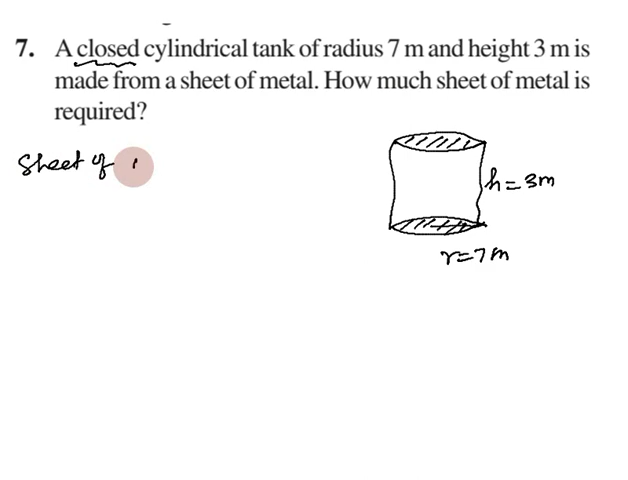 7. A closed cylindrical tank of radius 7 m and height 3 m is
made from a sheet of metal. How much sheet of metal is
required?
Sheet of
h = 3m
r = 7 m